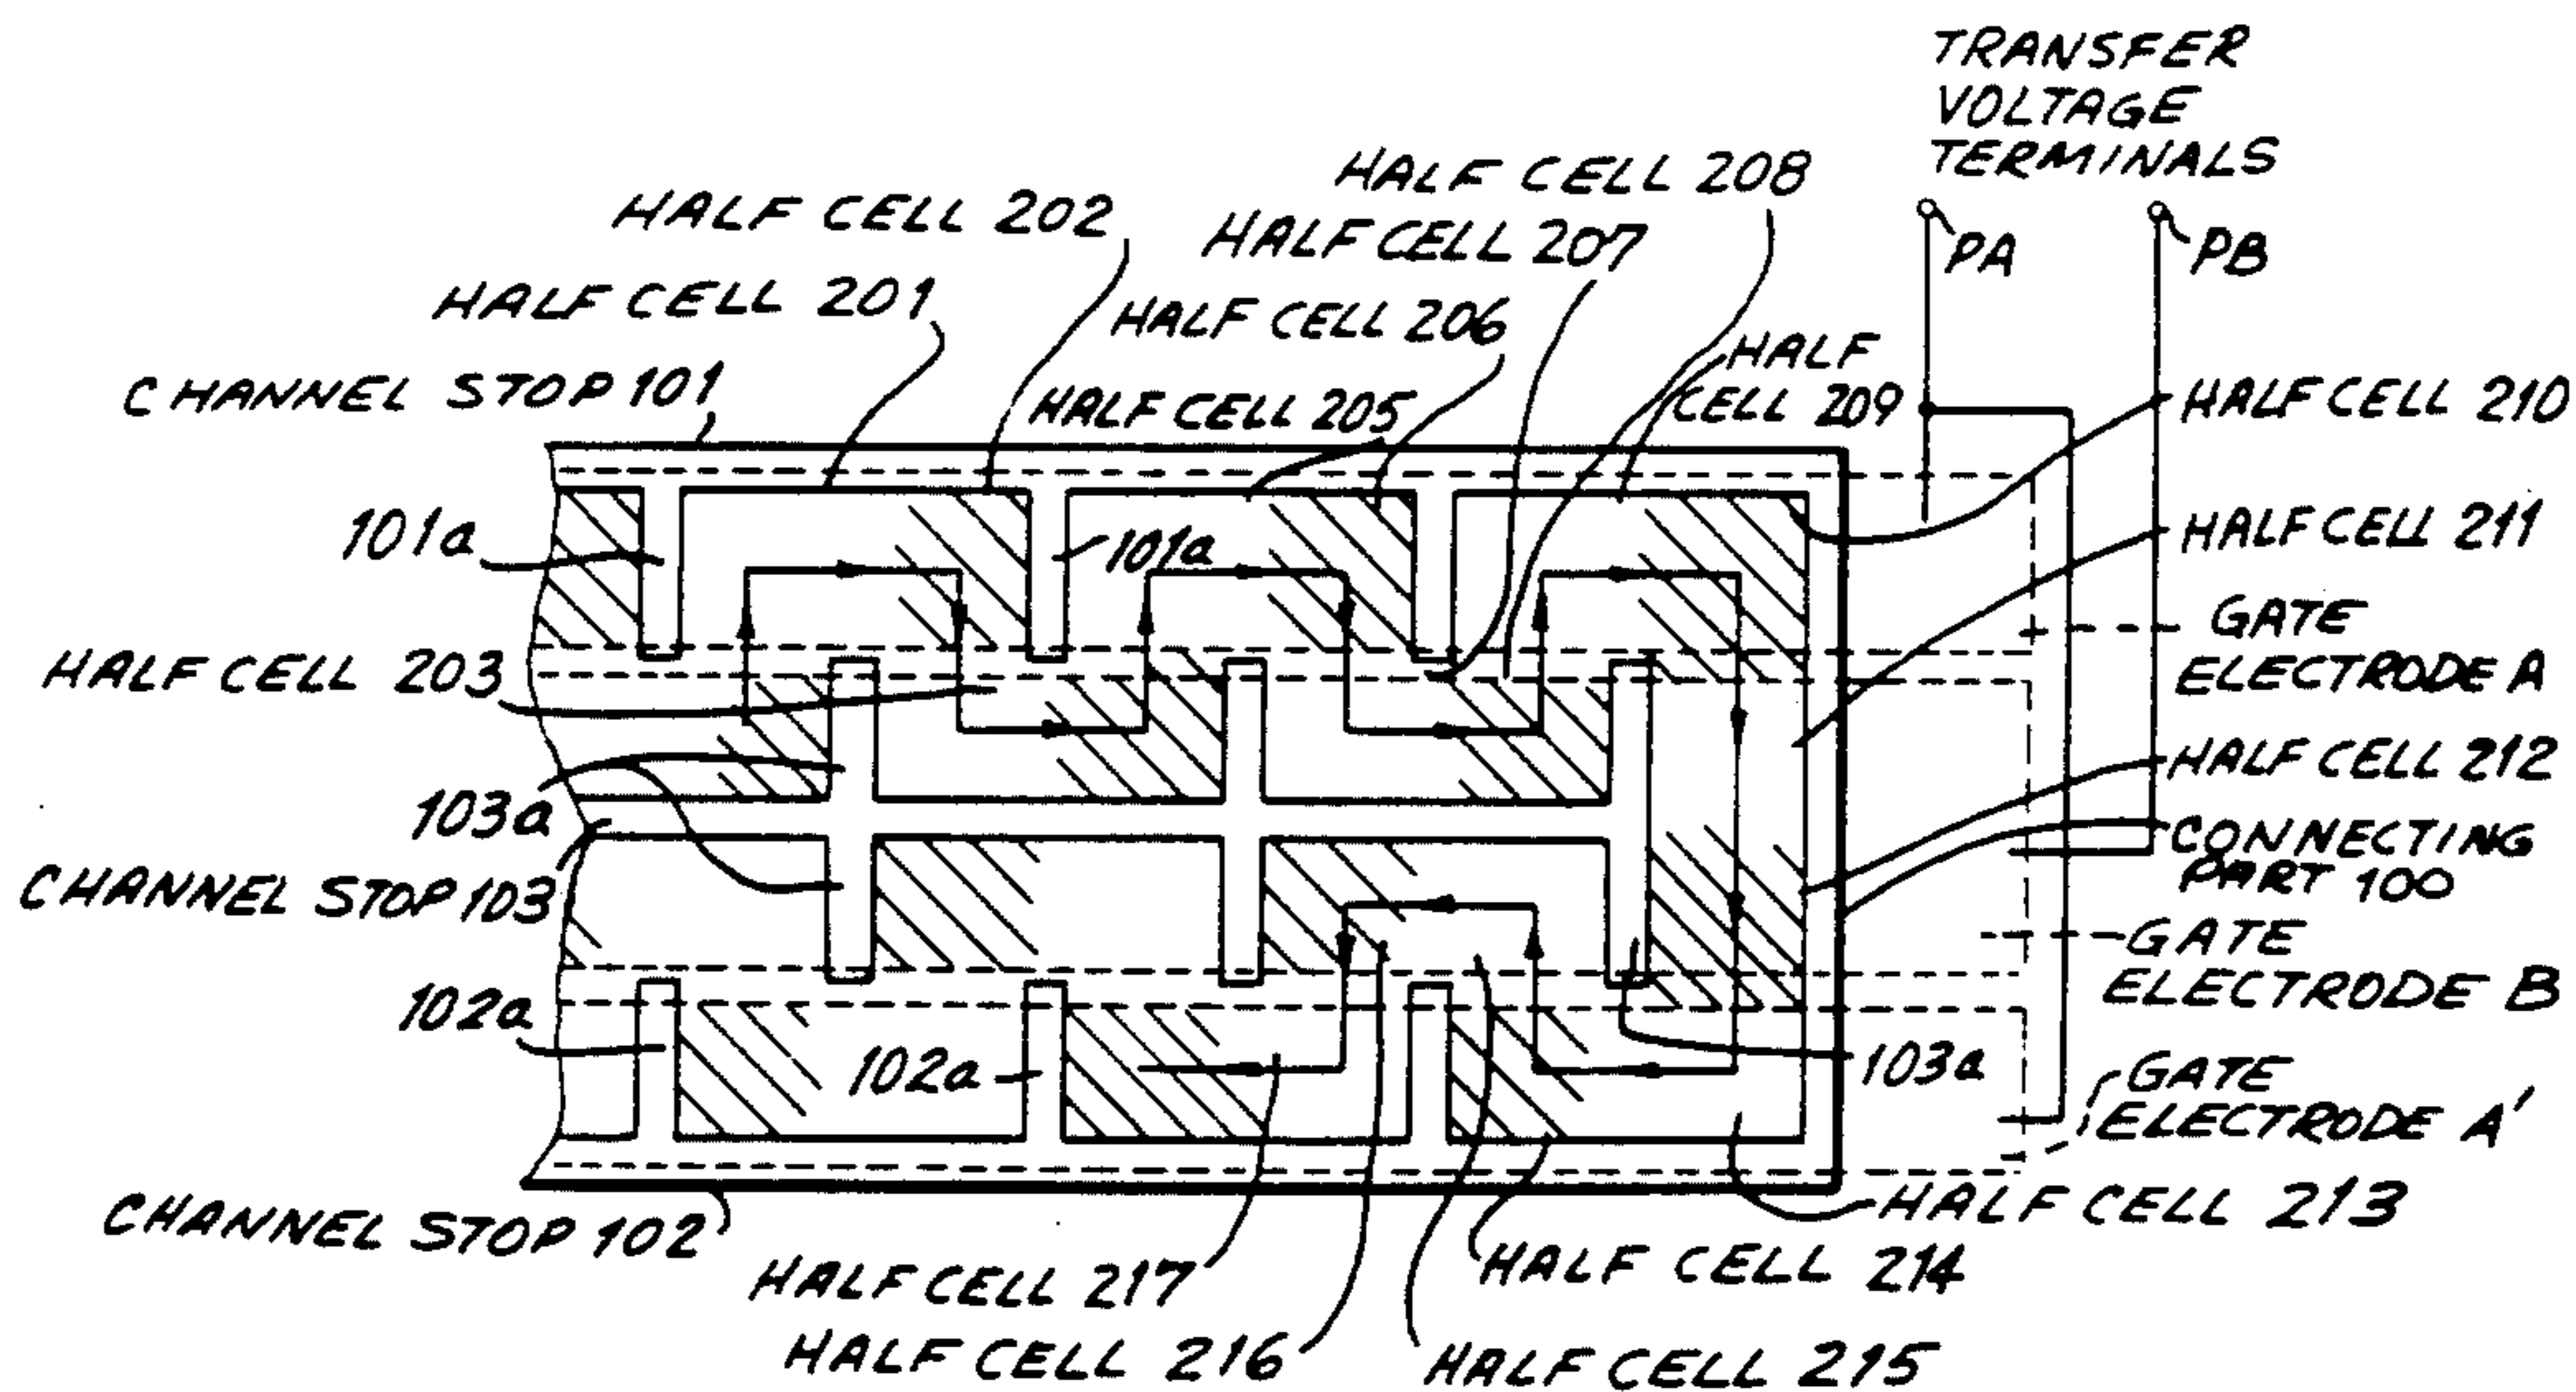 TRANSFER
VOLTAGE
TERMINALS
PA
PB
HALF CELL 208
HALF CELL 202
HALF CELL 207
HALF CELL 201
HALF CELL 206
HALF
CELL 209
CHANNEL STOP 101
HALF CELL 205
HALF CELL 210
101a
101a
HALF CELL 211
GATE
ELECTRODE A
HALF CELL 203
HALF CELL 212
103a
CONNECTING
PART 100
CHANNEL STOP 103
GATE
ELECTRODE B
102a
102a
103a
GATE
ELECTRODE A'
CHANNEL STOP 102
HALF CELL 213
HALF CELL 217
HALF CELL 214
HALF CELL 216
HALF CELL 215